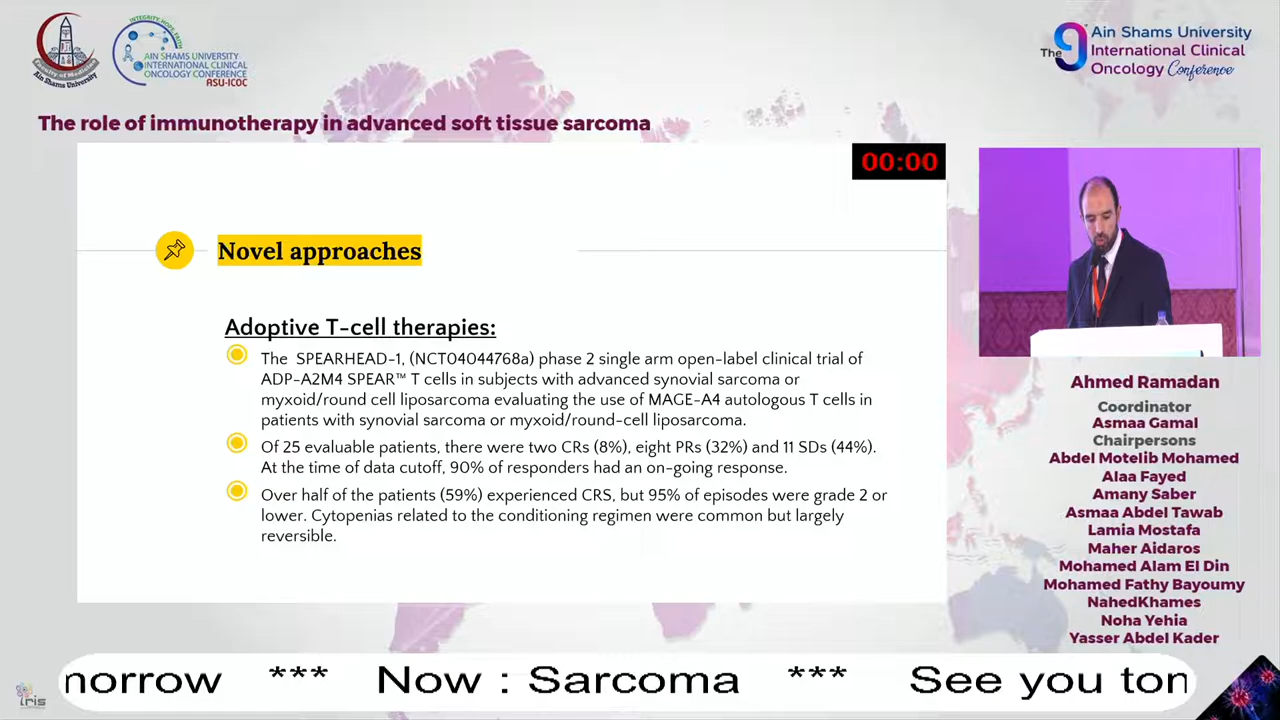 INTEGRITY, HOPE, FAITH
Faculty of Medicine
Ain Shams University
AIN SHAMS UNIVERSITY
INTERNATIONAL CLINICAL
ONCOLOGY CONFERENCE
ASU-ICOC
The 9
Ain Shams University
International Clinical
Oncology Conference
The role of immunotherapy in advanced soft tissue sarcoma
00:00
Novel approaches
Adoptive T-cell therapies:
The SPEARHEAD-1, (NCT04044768a) phase 2 single arm open-label clinical trial of
ADP-A2M4 SPEAR™ T cells in subjects with advanced synovial sarcoma or
myxoid/round cell liposarcoma evaluating the use of MAGE-A4 autologous T cells in
patients with synovial sarcoma or myxoid/round-cell liposarcoma.
Of 25 evaluable patients, there were two CRs (8%), eight PRs (32%) and 11 SDs (44%).
At the time of data cutoff, 90% of responders had an on-going response.
Over half of the patients (59%) experienced CRS, but 95% of episodes were grade 2 or
lower. Cytopenias related to the conditioning regimen were common but largely
reversible.
Ahmed Ramadan
Coordinator
Asmaa Gamal
Chairpersons
Abdel Motelib Mohamed
Alaa Fayed
Amany Saber
Asmaa Abdel Tawab
Lamia Mostafa
Maher Aidaros
Mohamed Alam El Din
Mohamed Fathy Bayoumy
NahedKhames
Noha Yehia
Yasser Abdel Kader
morrow *** Now : Sarcoma *** See you tom
iris